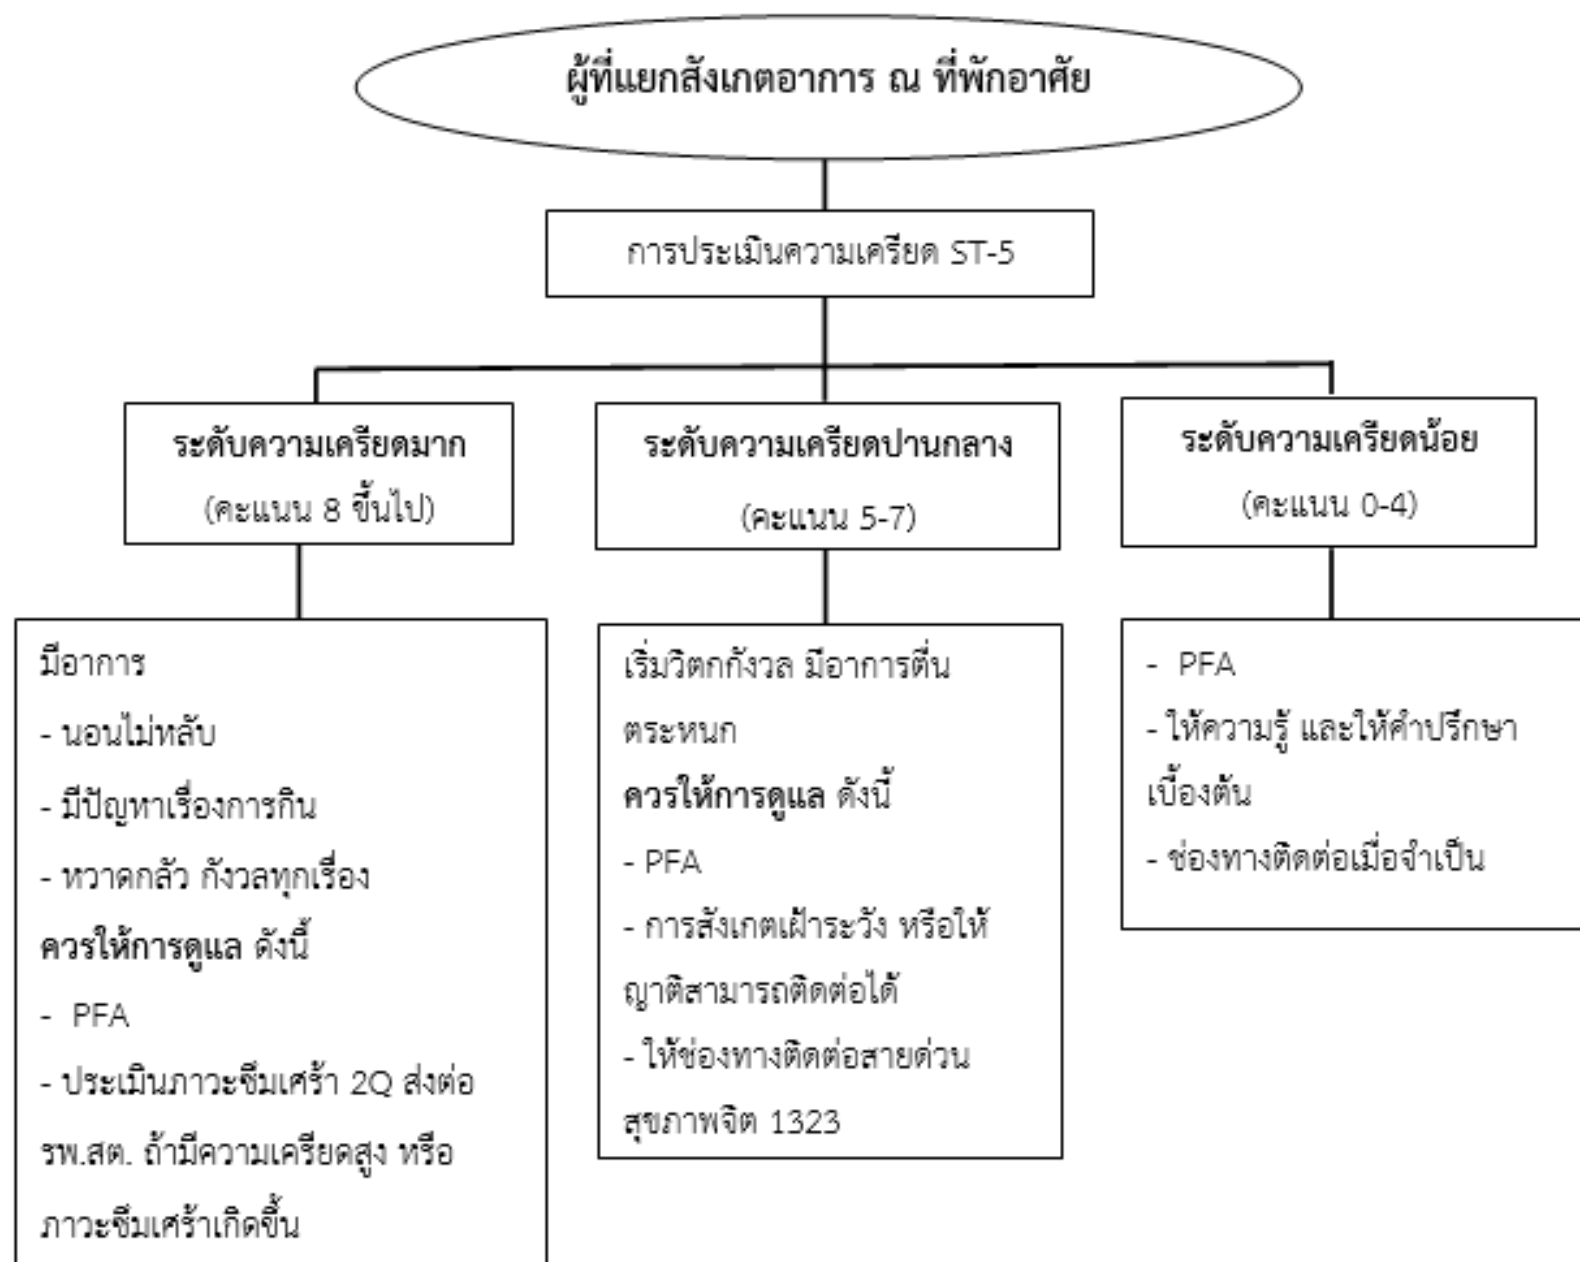 ผู้ที่แยกสังเกตอาการ ณ ที่พักอาศัย
การประเมินความเครียด ST-5
ระดับความเครียดมาก
(คะแนน 8 ขึ้นไป)
มีอาการ
- นอนไม่หลับ
- มีปัญหาเรื่องการกิน
- หวาดกลัว กังวลทุกเรื่อง
ควรให้การดูแล ดังนี้
- PFA
- ประเมินภาวะซึมเศร้า 2Q ส่งต่อ
รพ.สต. ถ้ามีความเครียดสูง หรือ
ภาวะซึมเศร้าเกิดขึ้น
ระดับความเครียดปานกลาง
(คะแนน 5-7)
เริ่มวิตกกังวล มีอาการตื่น
ตระหนก
ควรให้การดูแล ดังนี้
- PFA
- การสังเกตเฝ้าระวัง หรือให้
ญาติสามารถติดต่อได้
- ให้ช่องทางติดต่อสายด่วน
สุขภาพจิต 1323
ระดับความเครียดน้อย
(คะแนน 0-4)
- PFA
- ให้ความรู้ และให้คำปรึกษา
เบื้องต้น
- ช่องทางติดต่อเมื่อจำเป็น